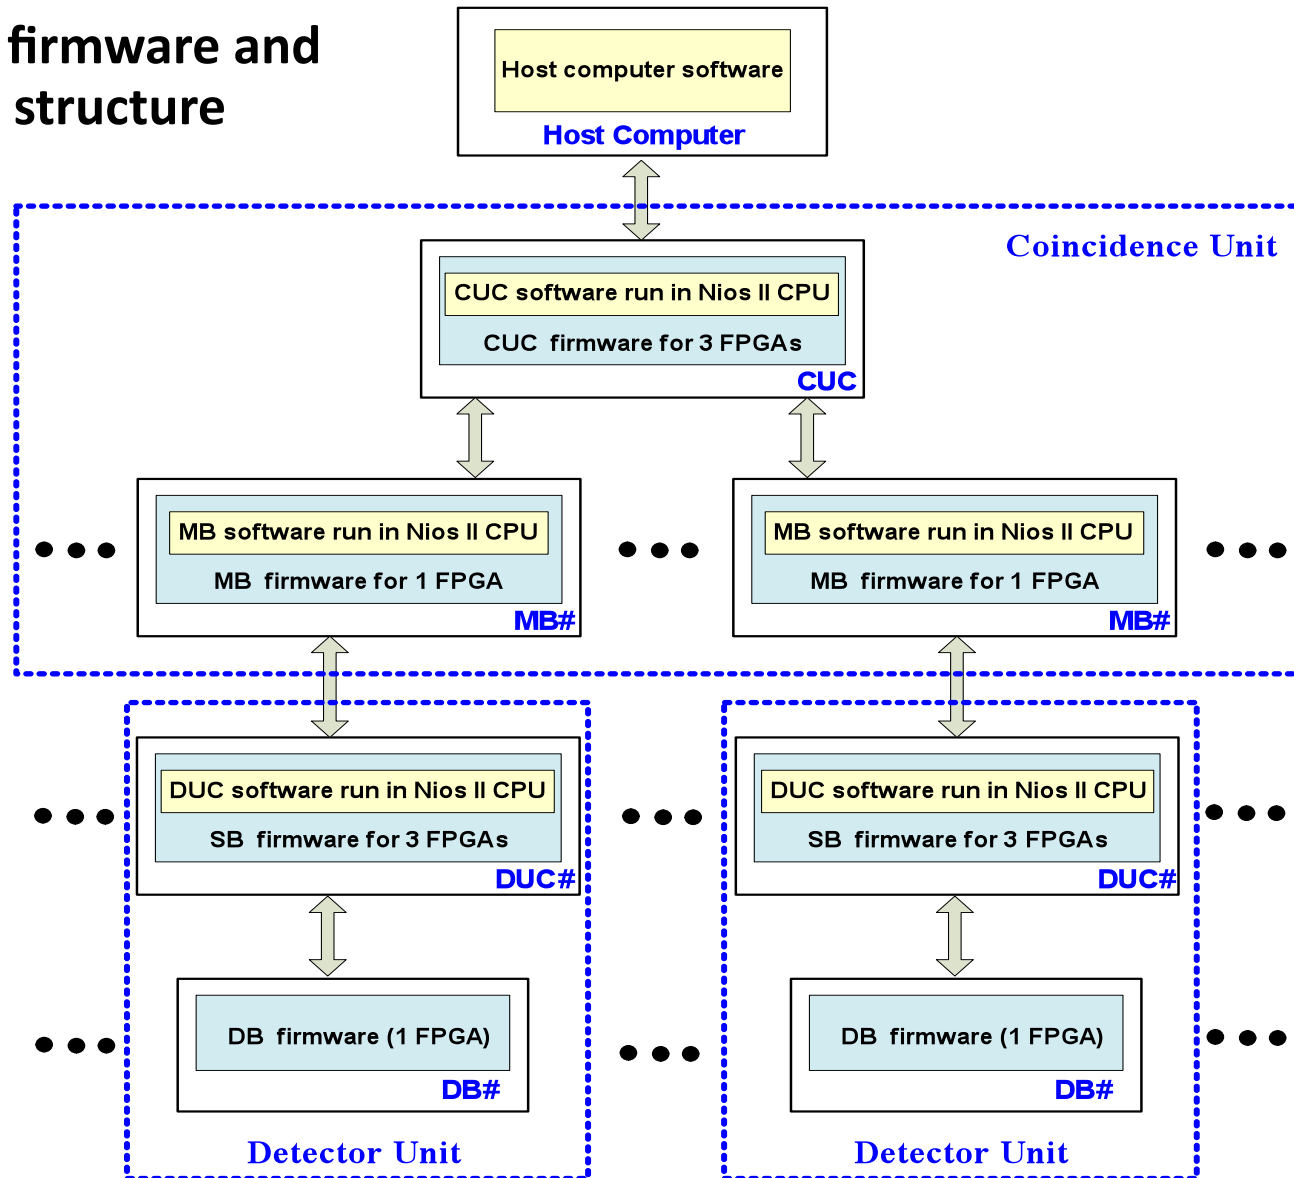 firmware and
structure
Host computer software
Host Computer
Coincidence Unit
CUC software run in Nios II CPU
CUC firmware for 3 FPGAs
CUC
MB software run in Nios II CPU
MB firmware for 1 FPGA
MB#
MB software run in Nios II CPU
MB firmware for 1 FPGA
MB#
DUC software run in Nios II CPU
SB firmware for 3 FPGAs
DUC#
DUC software run in Nios II CPU
SB firmware for 3 FPGAs
DUC#
DB firmware (1 FPGA)
DB#
DB firmware (1 FPGA)
DB#
Detector Unit
Detector Unit